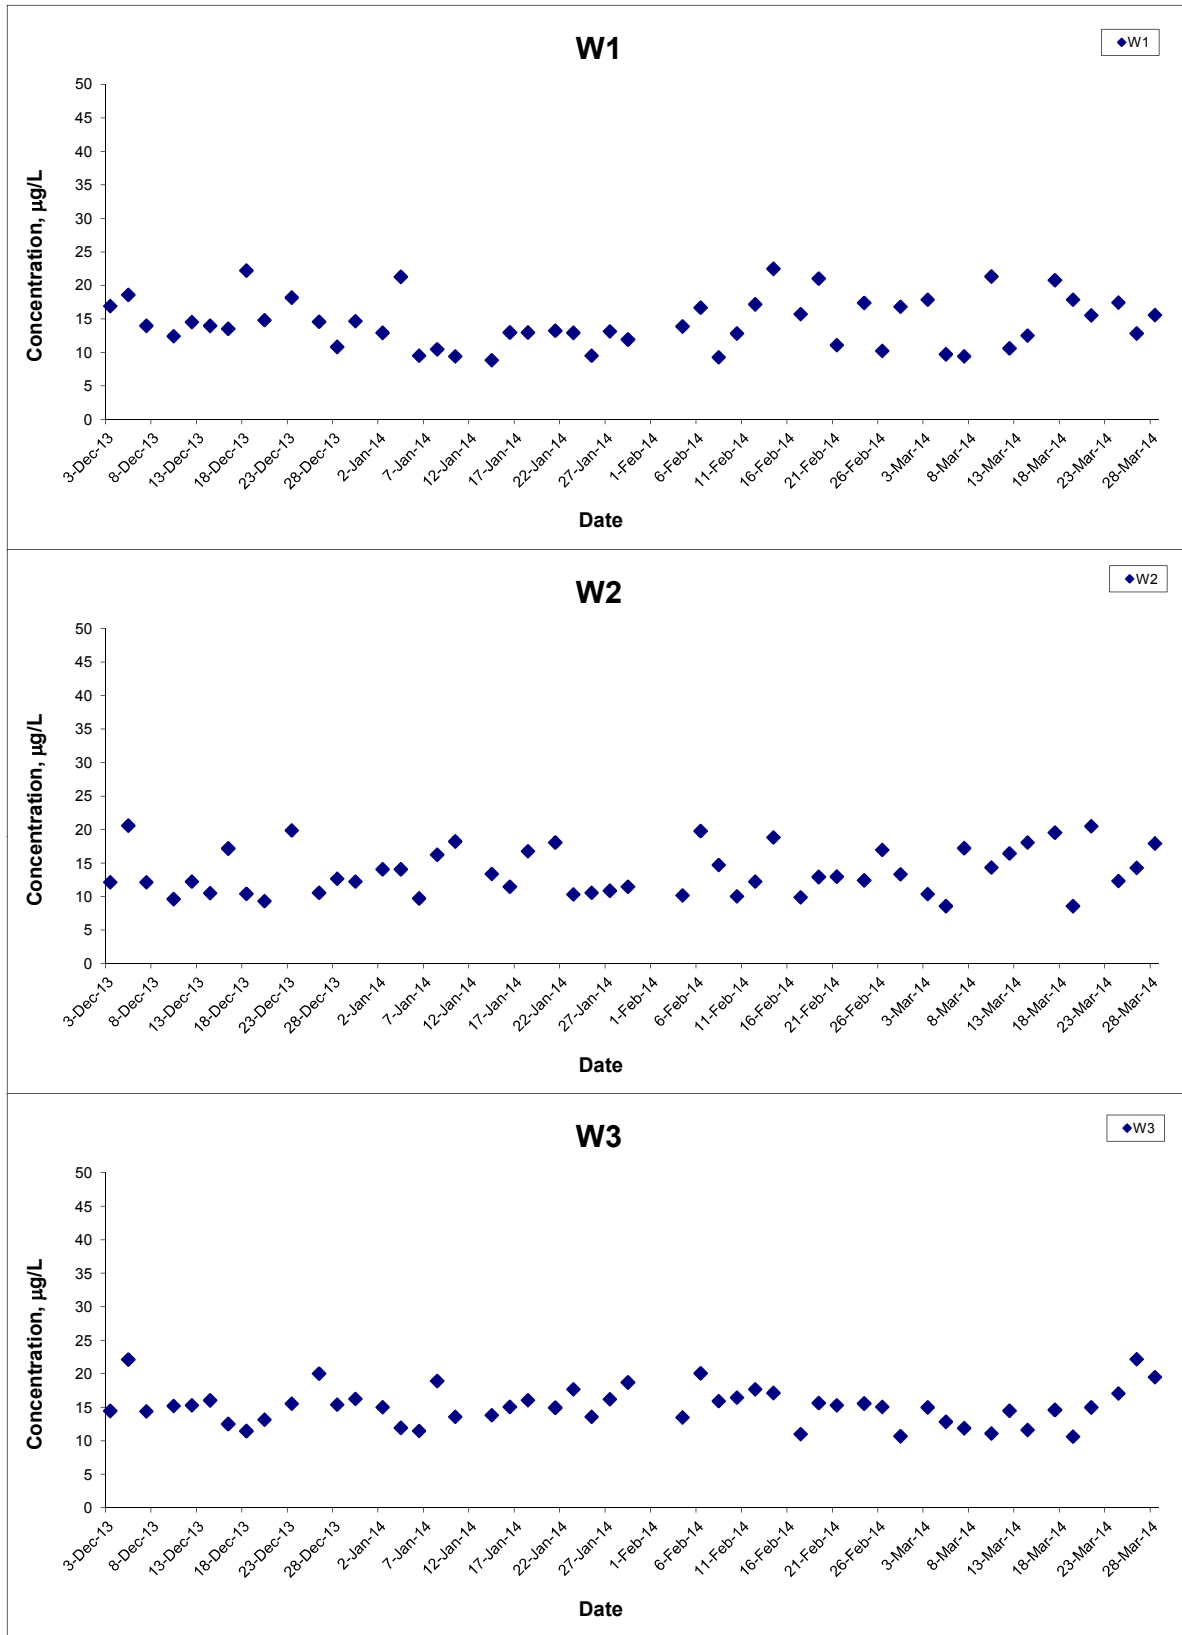 W1
W1
50
45
40
35
30
25
20
15
10
5
0
Concentration, µg/L
3-Dec-13
8-Dec-13
13-Dec-13
18-Dec-13
23-Dec-13
28-Dec-13
2-Jan-14
7-Jan-14
12-Jan-14
17-Jan-14
22-Jan-14
27-Jan-14
1-Feb-14
6-Feb-14
11-Feb-14
16-Feb-14
21-Feb-14
26-Feb-14
3-Mar-14
8-Mar-14
13-Mar-14
18-Mar-14
23-Mar-14
28-Mar-14
Date
W2
W2
50
45
40
35
30
25
20
15
10
5
0
Concentration, µg/L
3-Dec-13
8-Dec-13
13-Dec-13
18-Dec-13
23-Dec-13
28-Dec-13
2-Jan-14
7-Jan-14
12-Jan-14
17-Jan-14
22-Jan-14
27-Jan-14
1-Feb-14
6-Feb-14
11-Feb-14
16-Feb-14
21-Feb-14
26-Feb-14
3-Mar-14
8-Mar-14
13-Mar-14
18-Mar-14
23-Mar-14
28-Mar-14
Date
W3
W3
50
45
40
35
30
25
20
15
10
5
0
Concentration, µg/L
3-Dec-13
8-Dec-13
13-Dec-13
18-Dec-13
23-Dec-13
28-Dec-13
2-Jan-14
7-Jan-14
12-Jan-14
17-Jan-14
22-Jan-14
27-Jan-14
1-Feb-14
6-Feb-14
11-Feb-14
16-Feb-14
21-Feb-14
26-Feb-14
3-Mar-14
8-Mar-14
13-Mar-14
18-Mar-14
23-Mar-14
28-Mar-14
Date